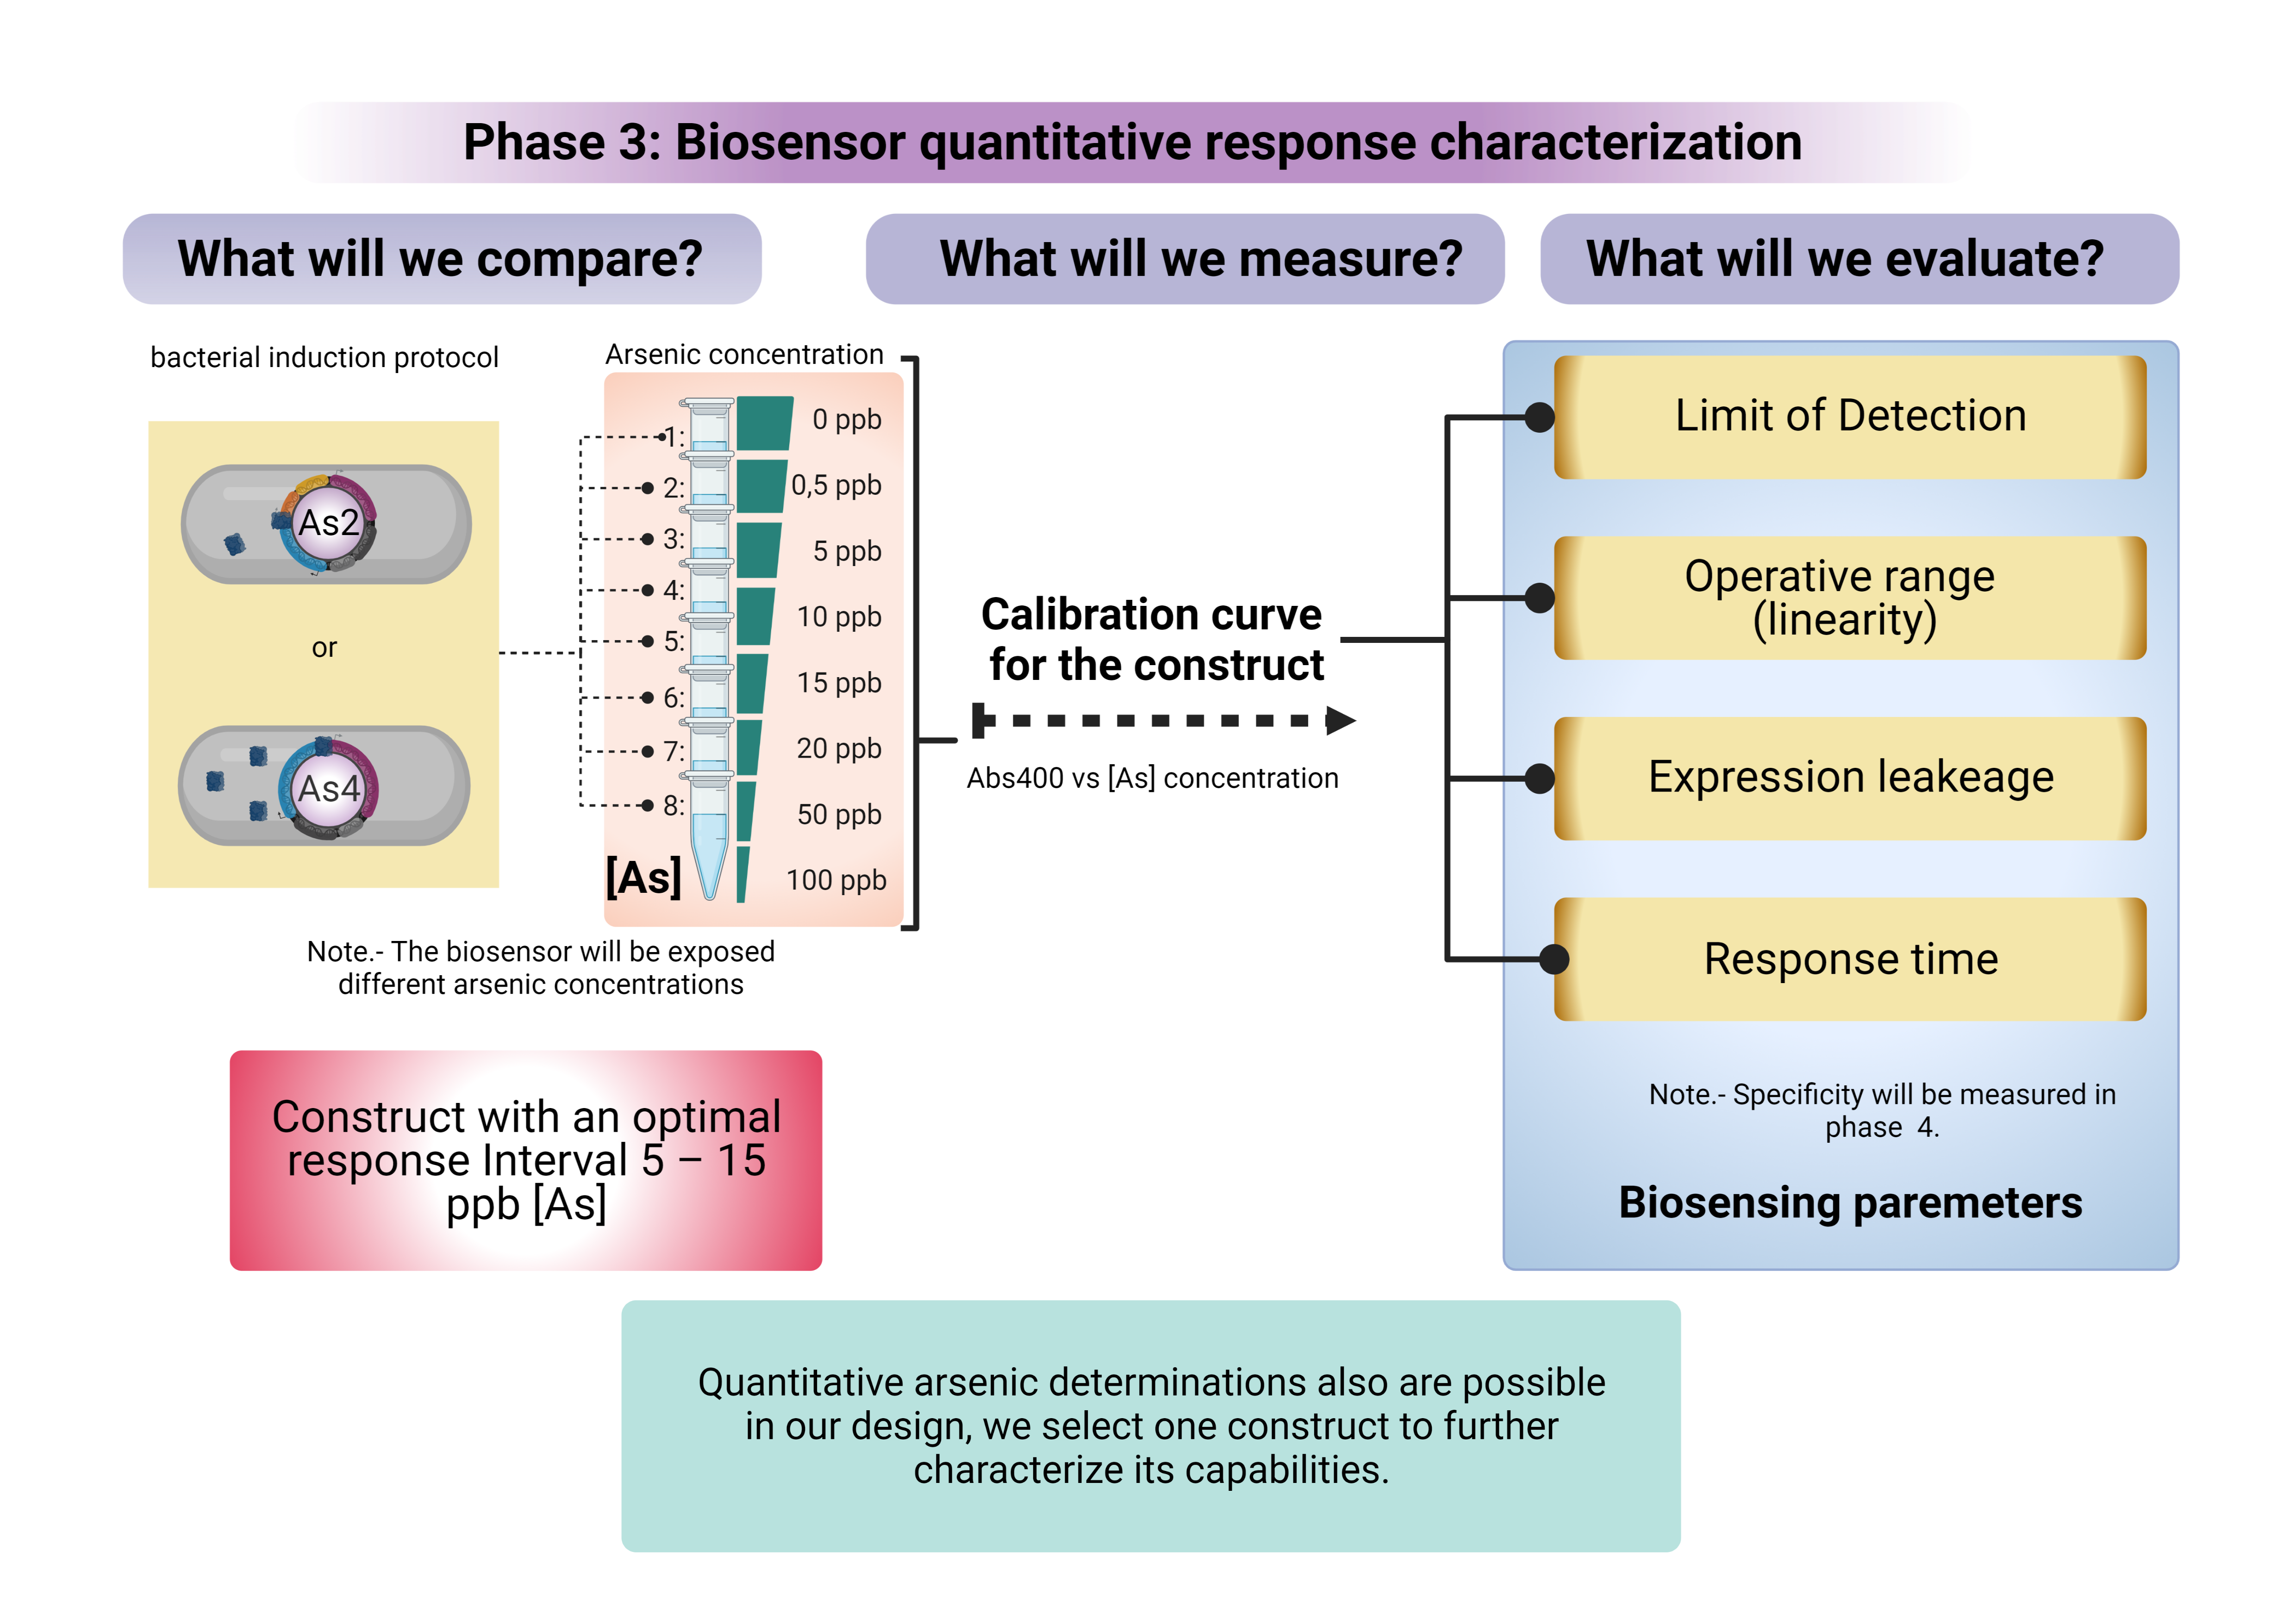 Phase 3: Biosensor quantitative response characterization
What will we compare?
What will we measure?
What will we evaluate?
bacterial induction protocol
As2
or
As4
Arsenic concentration
1:
0 ppb
2:
0,5 ppb
3:
5 ppb
4:
10 ppb
5:
15 ppb
6:
20 ppb
7:
50 ppb
8:
100 ppb
[As]
Note.- The biosensor will be exposed
different arsenic concentrations
Construct with an optimal
response Interval 5 – 15
ppb [As]
Calibration curve
for the construct
Abs400 vs [As] concentration
Limit of Detection
Operative range
(linearity)
Expression leakeage
Response time
Note.- Specificity will be measured in
phase 4.
Biosensing paremeters
Quantitative arsenic determinations also are possible
in our design, we select one construct to further
characterize its capabilities.